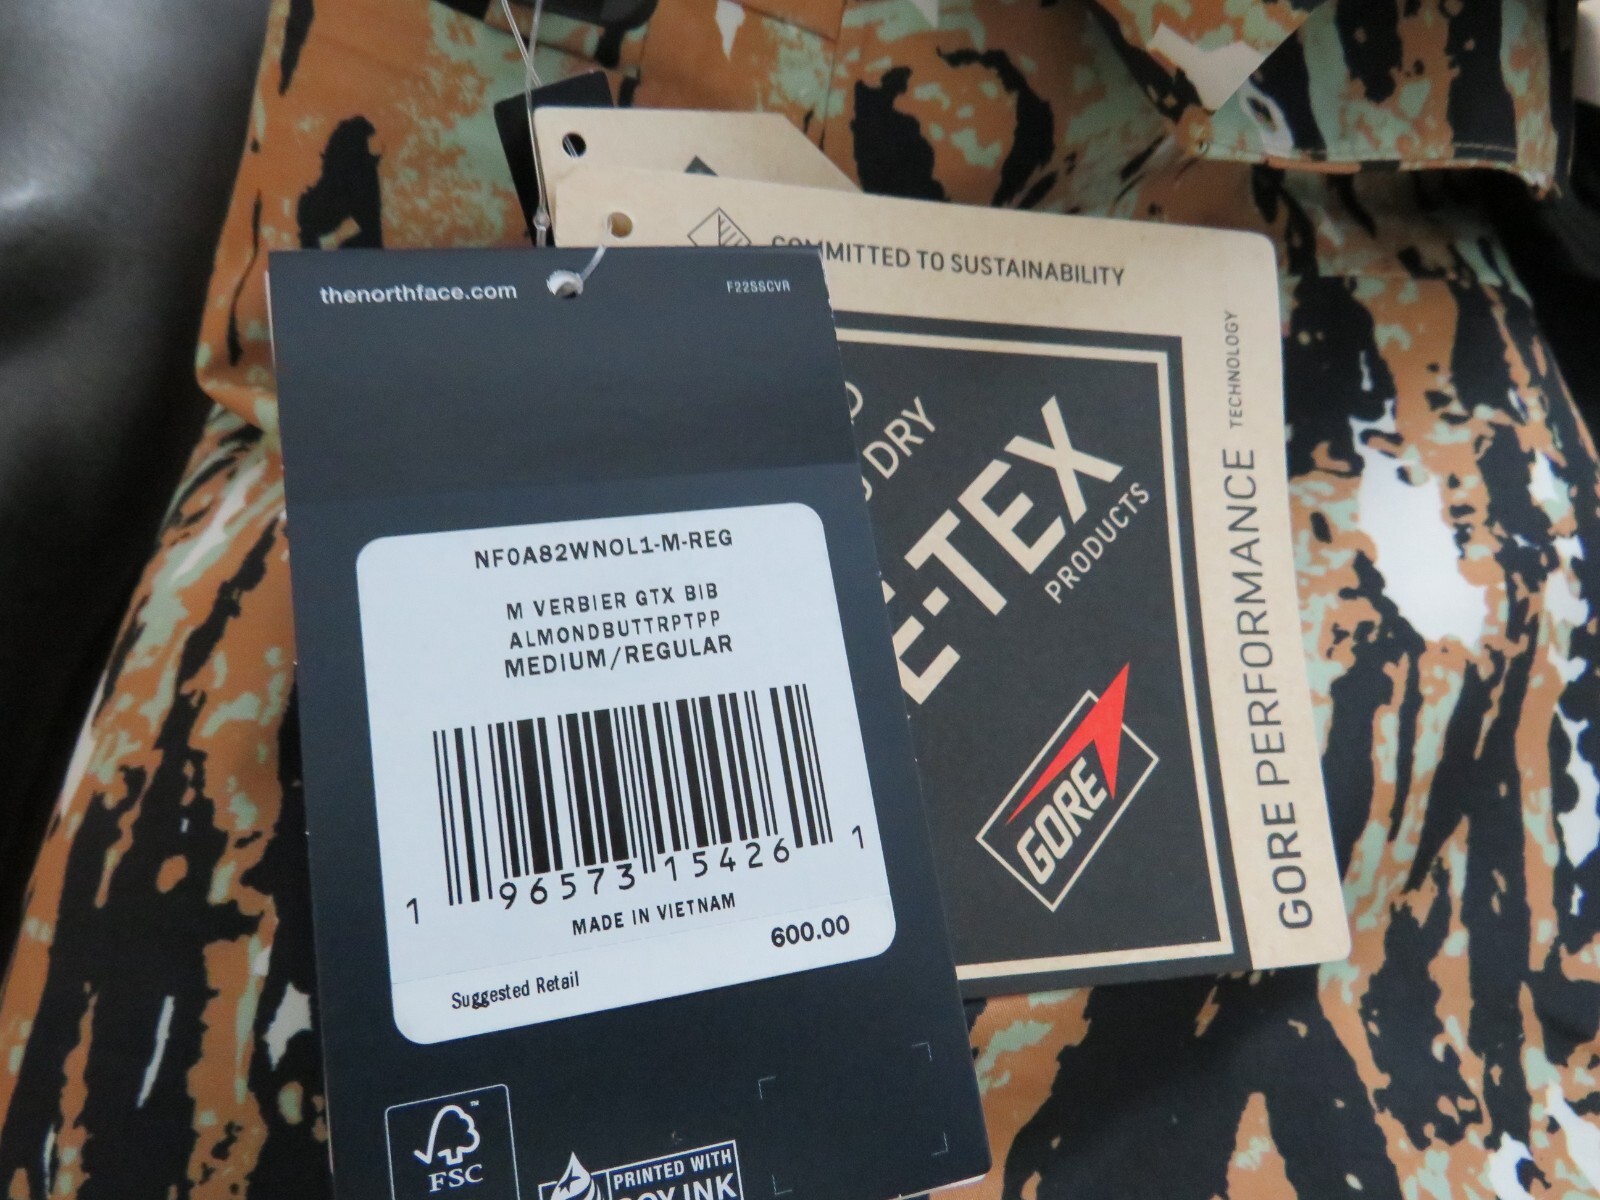 thenorthface.com
F22SSCVR
NF0A82WNOL1-M-REG
M VERBIER GTX BIB
ALMONDBUTTRPTPP
MEDIUM/REGULAR
1 96573 15426 1
MADE IN VIETNAM
600.00
Suggested Retail
FSC
PRINTED WITH
INK
COMMITTED TO SUSTAINABILITY
DRY
E-TEX
PRODUCTS
GORE
GORE PERFORMANCE TECHNOLOGY